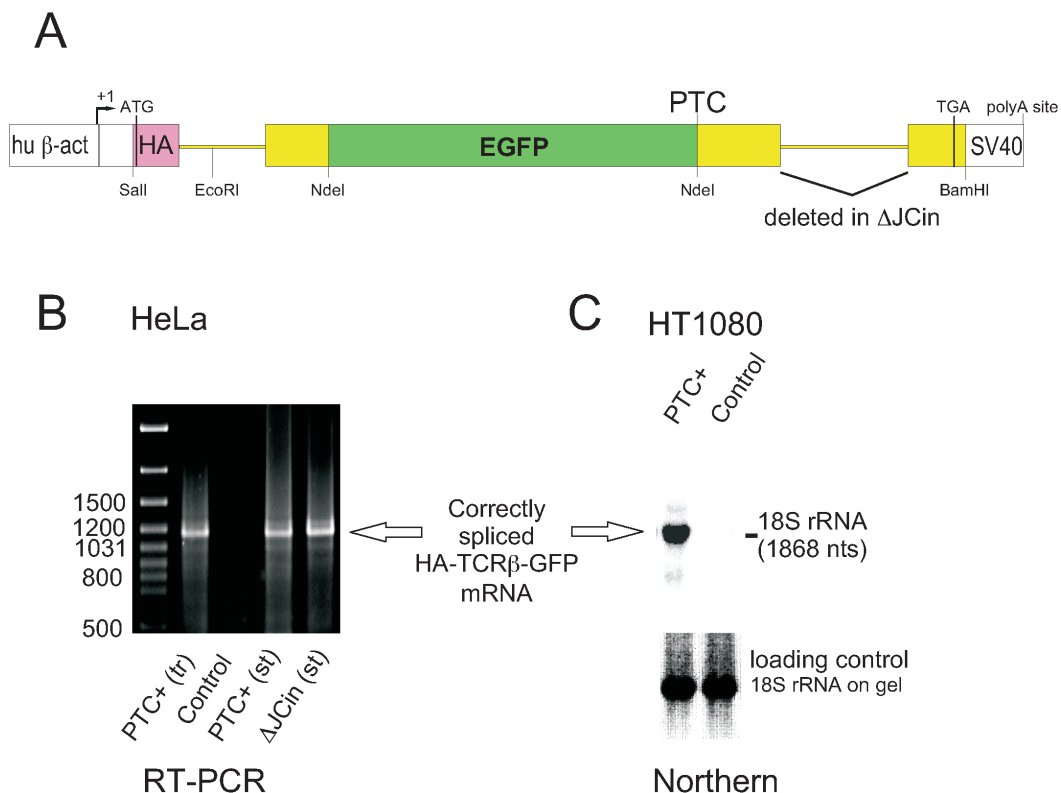 A
+1
ATG
PTC
TGA
polyA site
hu β-act
HA
EGFP
SV40
SalI
EcoRI
NdeI
NdeI
BamHI
deleted in ΔJCin
B
HeLa
1500
1200
1031
800
500
PTC+ (tr)
Control
PTC+ (st)
ΔJCin (st)
RT-PCR
Correctly
spliced
HA-TCRβ-GFP
mRNA
C
HT1080
PTC+
Control
18S rRNA
(1868 nts)
loading control
18S rRNA on gel
Northern